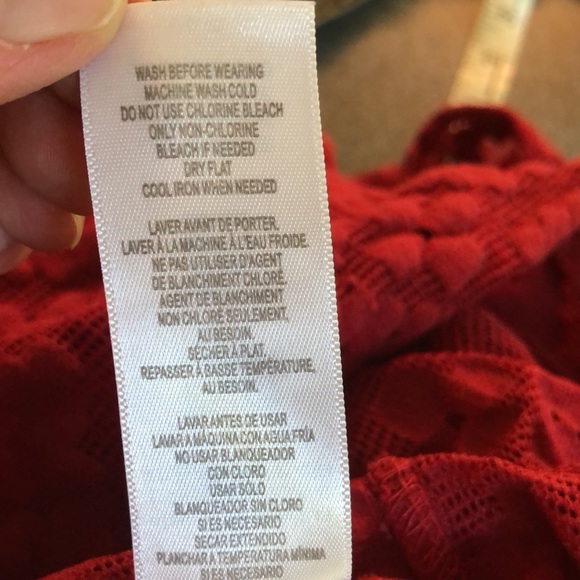 WASH BEFORE WEARING
MACHINE WASH COLD
DO NOT USE CHLORINE BLEACH
ONLY NON-CHLORINE
BLEACH IF NEEDED
DRY FLAT
COOL IRON WHEN NEEDED
LAVER AVANT DE PORTER.
LAVER À LA MACHINE À L'EAU FROIDE.
NE PAS UTILISER D'AGENT
DE BLANCHIMENT CHLORÉ.
AGENT DE BLANCHIMENT
NON CHLORÉ SEULEMENT.
AU BESOIN.
SÉCHER À PLAT.
REPASSER À BASSE TEMPÉRATURE,
AU BESOIN.
LAVAR ANTES DE USAR
LAVAR A MÁQUINA CON AGUA FRÍA
NO USAR BLANQUEADOR
CON CLORO
USAR SÓLO
BLANQUEADOR SIN CLORO
SI ES NECESARIO
SECAR EXTENDIDO
PLANCHAR A TEMPERATURA MÍNIMA
SI ES NECESARIO